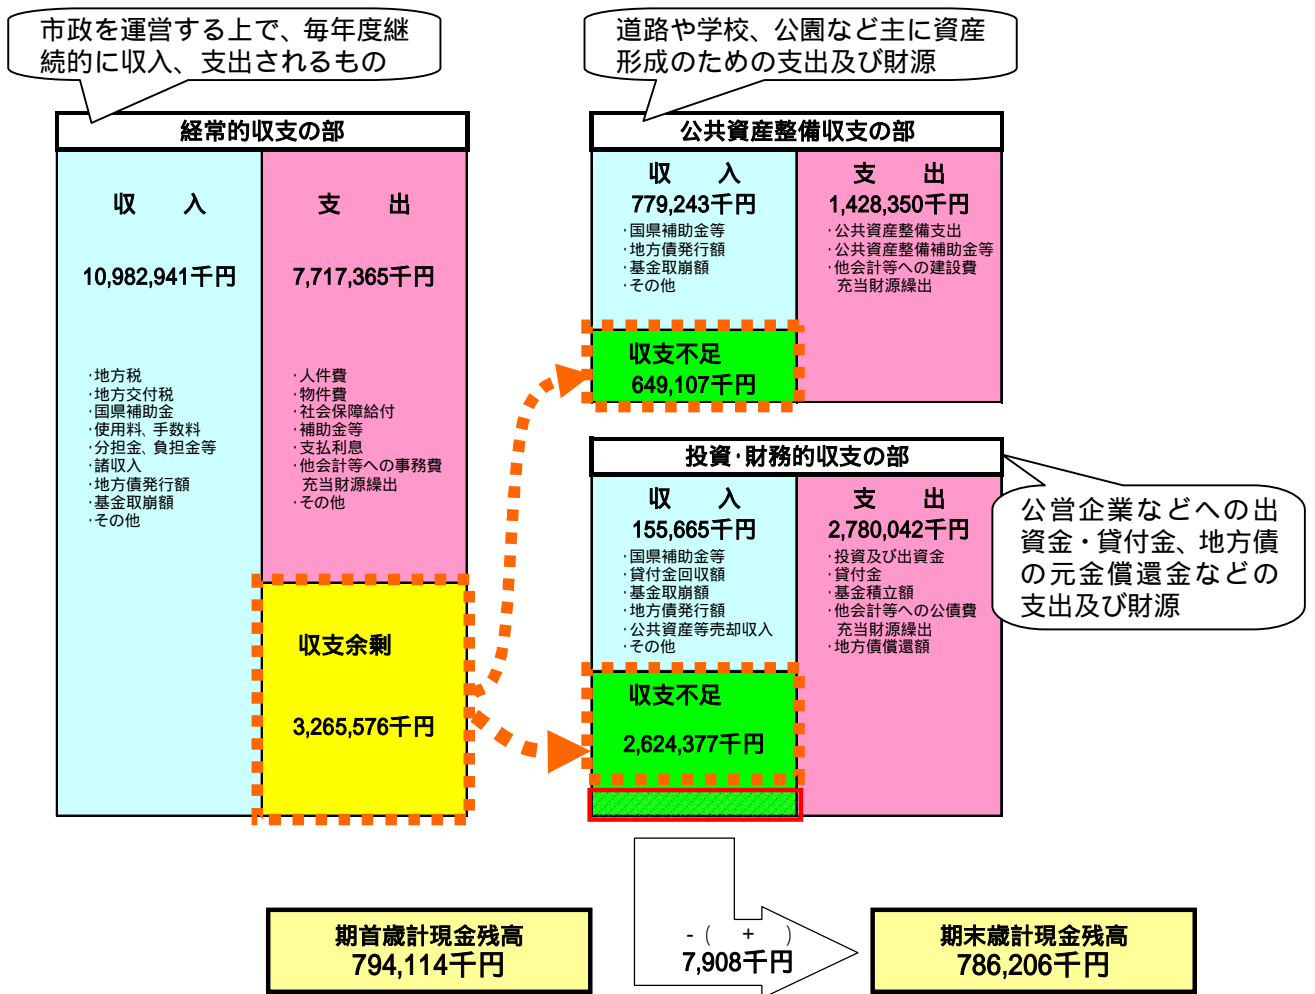 市政を運営する上で、毎年度継
続的に収入、支出されるもの
道路や学校、公園など主に資産
形成のための支出及び財源
経常的収支の部
収 入
10,982,941千円
・地方税
・地方交付税
・国県補助金
・使用料、手数料
・分担金、負担金等
・諸収入
・地方債発行額
・基金取崩額
・その他
支 出
7,717,365千円
・人件費
・物件費
・社会保障給付
・補助金等
・支払利息
・他会計等への事務費
充当財源繰出
・その他
収支余剰
3,265,576千円
公共資産整備収支の部
収 入
779,243千円
・国県補助金等
・地方債発行額
・基金取崩額
・その他
収支不足
649,107千円
支 出
1,428,350千円
・公共資産整備支出
・公共資産整備補助金等
・他会計等への建設費
充当財源繰出
投資・財務的収支の部
収 入
155,665千円
・国県補助金等
・貸付金回収額
・基金取崩額
・地方債発行額
・公共資産等売却収入
・その他
収支不足
2,624,377千円
支 出
2,780,042千円
・投資及び出資金
・貸付金
・基金積立額
・他会計等への公債費
充当財源繰出
・地方債償還額
公営企業などへの出
資金・貸付金、地方債
の元金償還金などの
支出及び財源
期首歳計現金残高
794,114千円
- ( + )
7,908千円
期末歳計現金残高
786,206千円